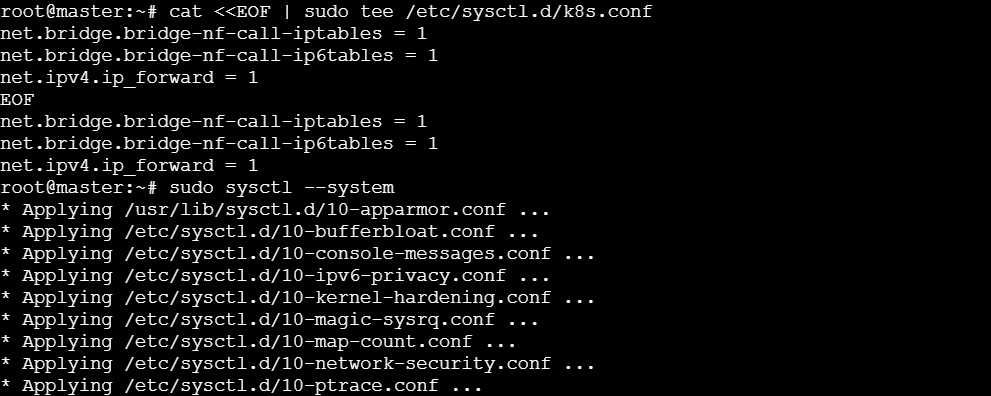 root@master:~# cat <<EOF | sudo tee /etc/sysctl.d/k8s.conf
net.bridge.bridge-nf-call-iptables = 1
net.bridge.bridge-nf-call-ip6tables = 1
net.ipv4.ip_forward = 1
EOF
net.bridge.bridge-nf-call-iptables = 1
net.bridge.bridge-nf-call-ip6tables = 1
net.ipv4.ip_forward = 1
root@master:~# sudo sysctl --system
* Applying /usr/lib/sysctl.d/10-apparmor.conf ...
* Applying /etc/sysctl.d/10-bufferbloat.conf ...
* Applying /etc/sysctl.d/10-console-messages.conf ...
* Applying /etc/sysctl.d/10-ipv6-privacy.conf ...
* Applying /etc/sysctl.d/10-kernel-hardening.conf ...
* Applying /etc/sysctl.d/10-magic-sysrq.conf ...
* Applying /etc/sysctl.d/10-map-count.conf ...
* Applying /etc/sysctl.d/10-network-security.conf ...
* Applying /etc/sysctl.d/10-ptrace.conf ...